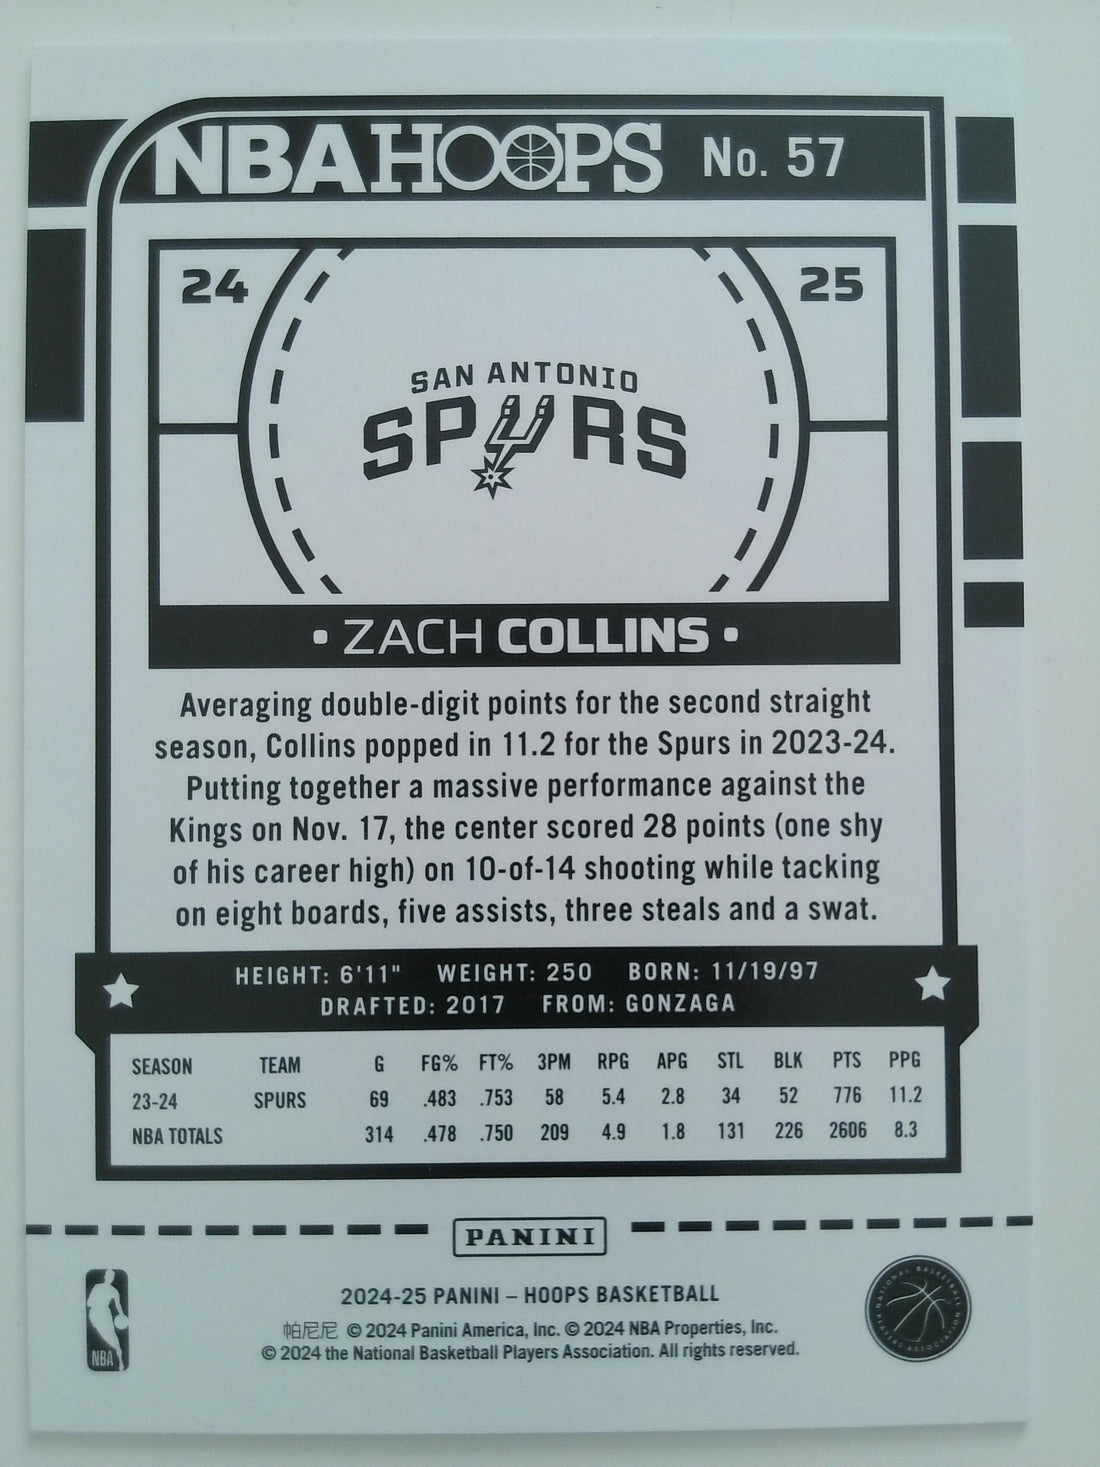 NBA HOOPS No. 57
24 25
SAN ANTONIO
SPURS
• ZACH COLLINS •
Averaging double-digit points for the second straight
season, Collins popped in 11.2 for the Spurs in 2023-24.
Putting together a massive performance against the
Kings on Nov. 17, the center scored 28 points (one shy
of his career high) on 10-of-14 shooting while tacking
on eight boards, five assists, three steals and a swat.
HEIGHT: 6'11" WEIGHT: 250 BORN: 11/19/97
DRAFTED: 2017 FROM: GONZAGA
SEASON TEAM G FG% FT% 3PM RPG APG STL BLK PTS PPG
23-24 SPURS 69 .483 .753 58 5.4 2.8 34 52 776 11.2
NBA TOTALS 314 .478 .750 209 4.9 1.8 131 226 2606 8.3
PANINI
2024-25 PANINI – HOOPS BASKETBALL
帕尼尼 © 2024 Panini America, Inc. © 2024 NBA Properties, Inc.
© 2024 the National Basketball Players Association. All rights reserved.
NBA
NATIONAL BASKETBALL PLAYERS ASSOCIATION